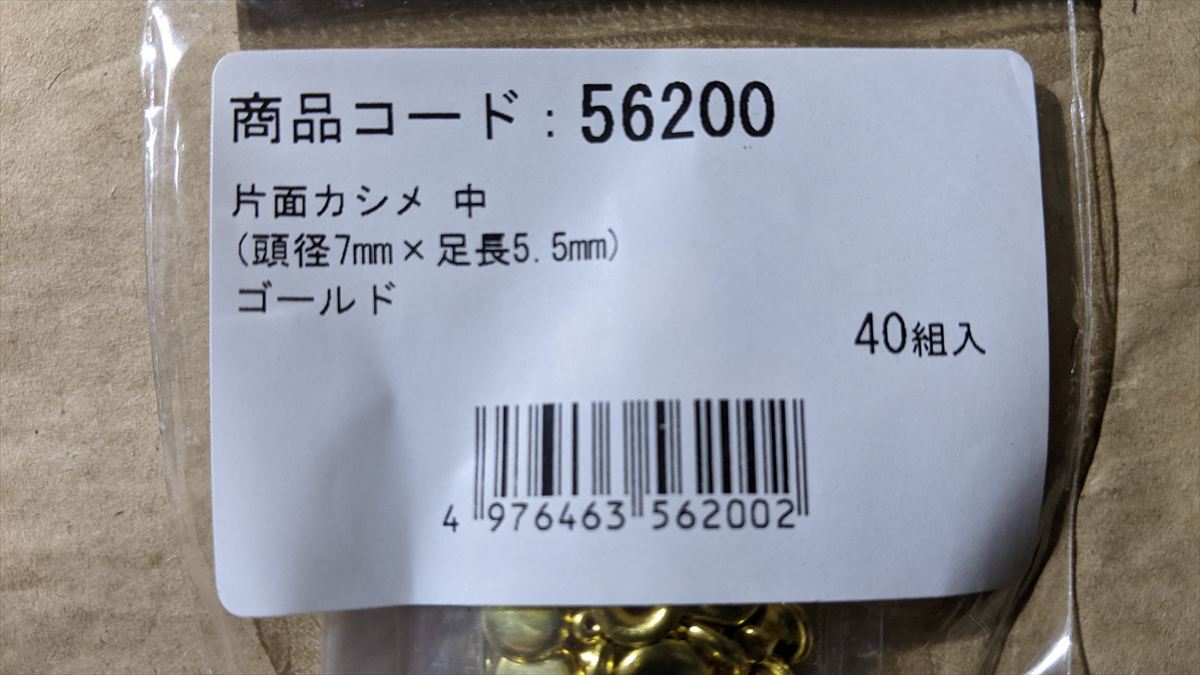 商品コード : 56200
片面カシメ 中
(頭径7mm×足長5.5mm)
ゴールド
40組入
4 976463 562002